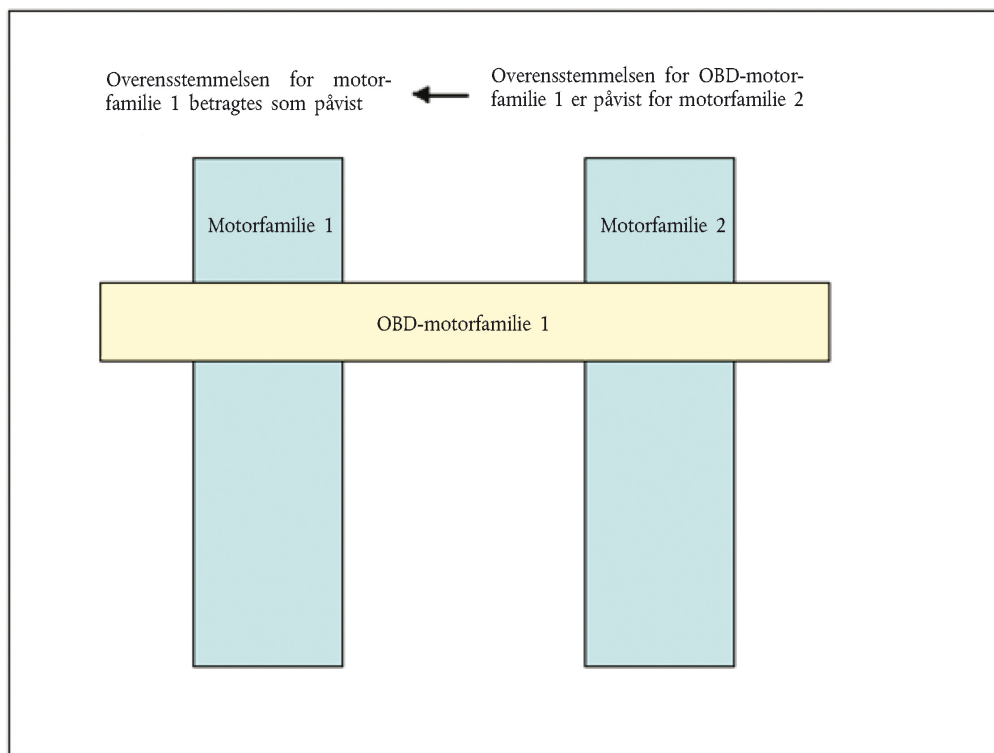 Overensstemmelsen for motor-
familie 1 betragtes som påvist
Overensstemmelsen for OBD-motor-
familie 1 er påvist for motorfamilie 2
Motorfamilie 1
Motorfamilie 2
OBD-motorfamilie 1